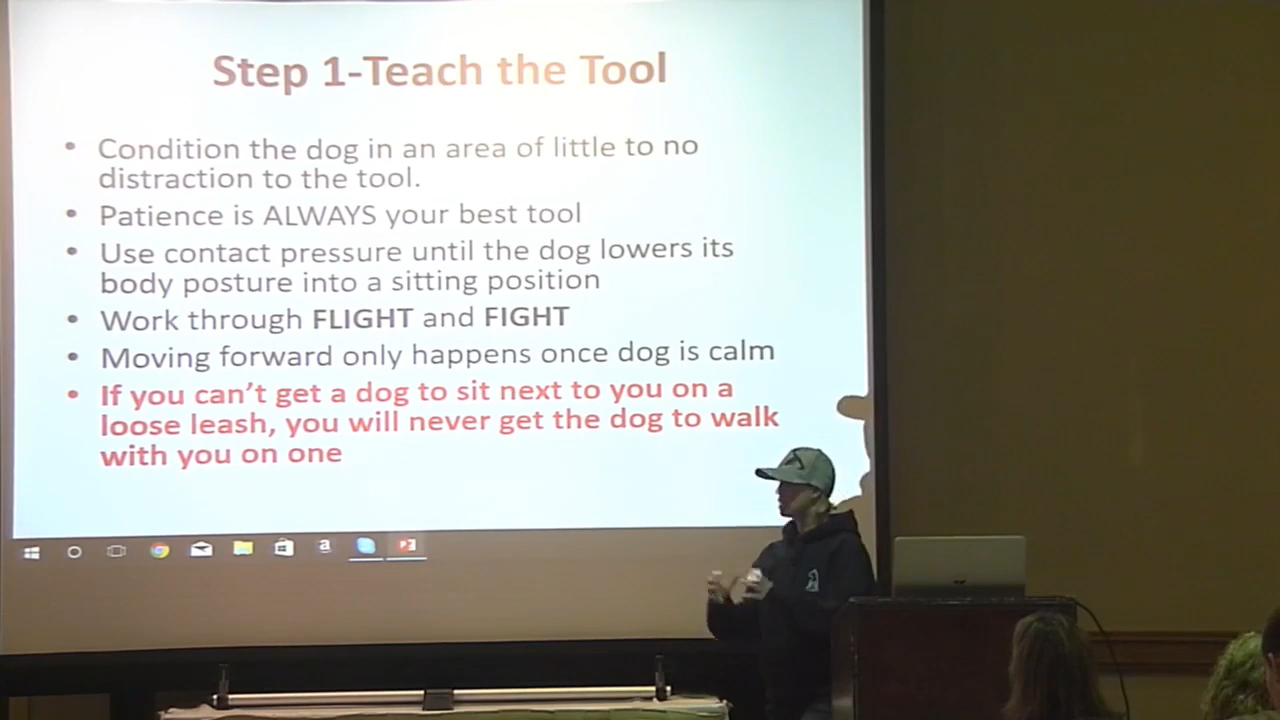 Step 1-Teach the Tool
• Condition the dog in an area of little to no
distraction to the tool.
• Patience is ALWAYS your best tool
• Use contact pressure until the dog lowers its
body posture into a sitting position
• Work through FLIGHT and FIGHT
• Moving forward only happens once dog is calm
• If you can't get a dog to sit next to you on a
loose leash, you will never get the dog to walk
with you on one